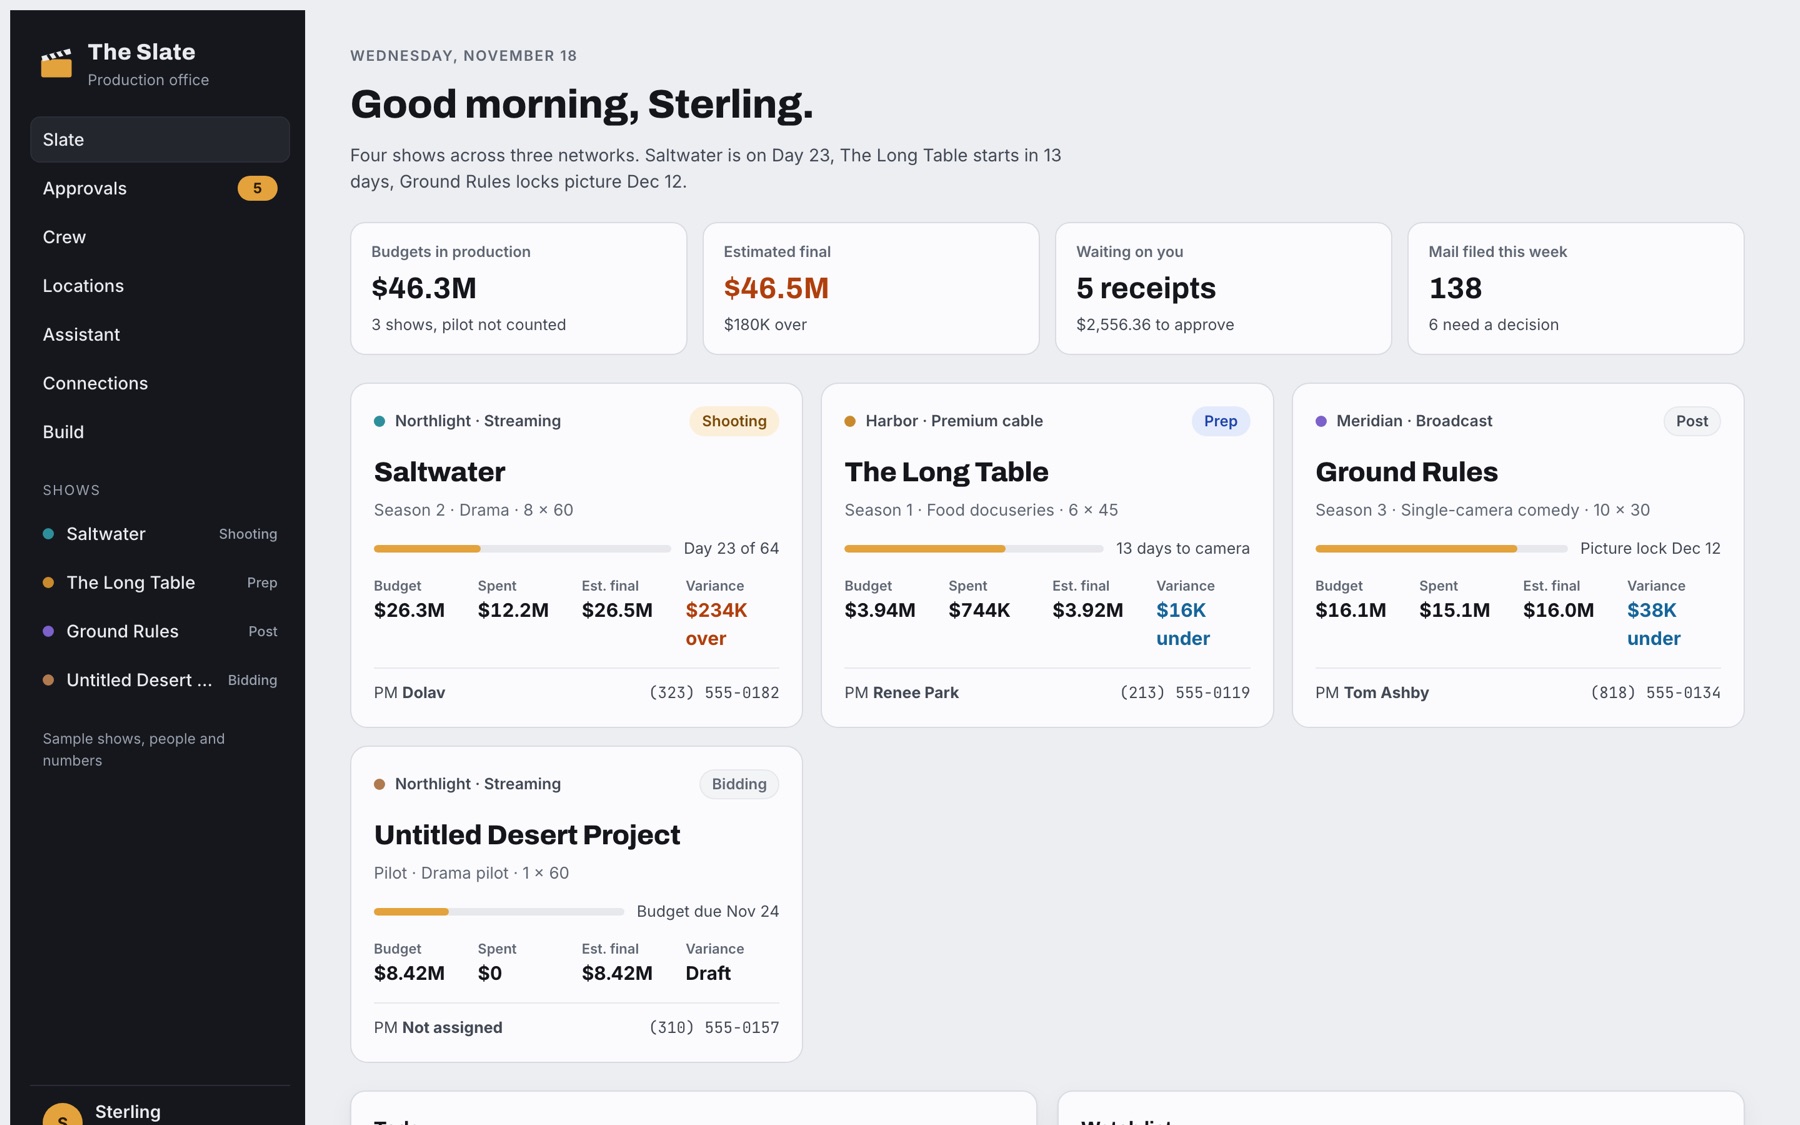 The Slate
Production office
Slate
Approvals 5
Crew
Locations
Assistant
Connections
Build
SHOWS
Saltwater Shooting
The Long Table Prep
Ground Rules Post
Untitled Desert ... Bidding
Sample shows, people and
numbers
S Sterling
WEDNESDAY, NOVEMBER 18
Good morning, Sterling.
Four shows across three networks. Saltwater is on Day 23, The Long Table starts in 13
days, Ground Rules locks picture Dec 12.
Budgets in production
$46.3M
3 shows, pilot not counted
Estimated final
$46.5M
$180K over
Waiting on you
5 receipts
$2,556.36 to approve
Mail filed this week
138
6 need a decision
Northlight · Streaming Shooting
Saltwater
Season 2 · Drama · 8 × 60
Day 23 of 64
Budget Spent Est. final Variance
$26.3M $12.2M $26.5M $234K
over
PM Dolav (323) 555-0182
Harbor · Premium cable Prep
The Long Table
Season 1 · Food docuseries · 6 × 45
13 days to camera
Budget Spent Est. final Variance
$3.94M $744K $3.92M $16K
under
PM Renee Park (213) 555-0119
Meridian · Broadcast Post
Ground Rules
Season 3 · Single-camera comedy · 10 × 30
Picture lock Dec 12
Budget Spent Est. final Variance
$16.1M $15.1M $16.0M $38K
under
PM Tom Ashby (818) 555-0134
Northlight · Streaming Bidding
Untitled Desert Project
Pilot · Drama pilot · 1 × 60
Budget due Nov 24
Budget Spent Est. final Variance
$8.42M $0 $8.42M Draft
PM Not assigned (310) 555-0157